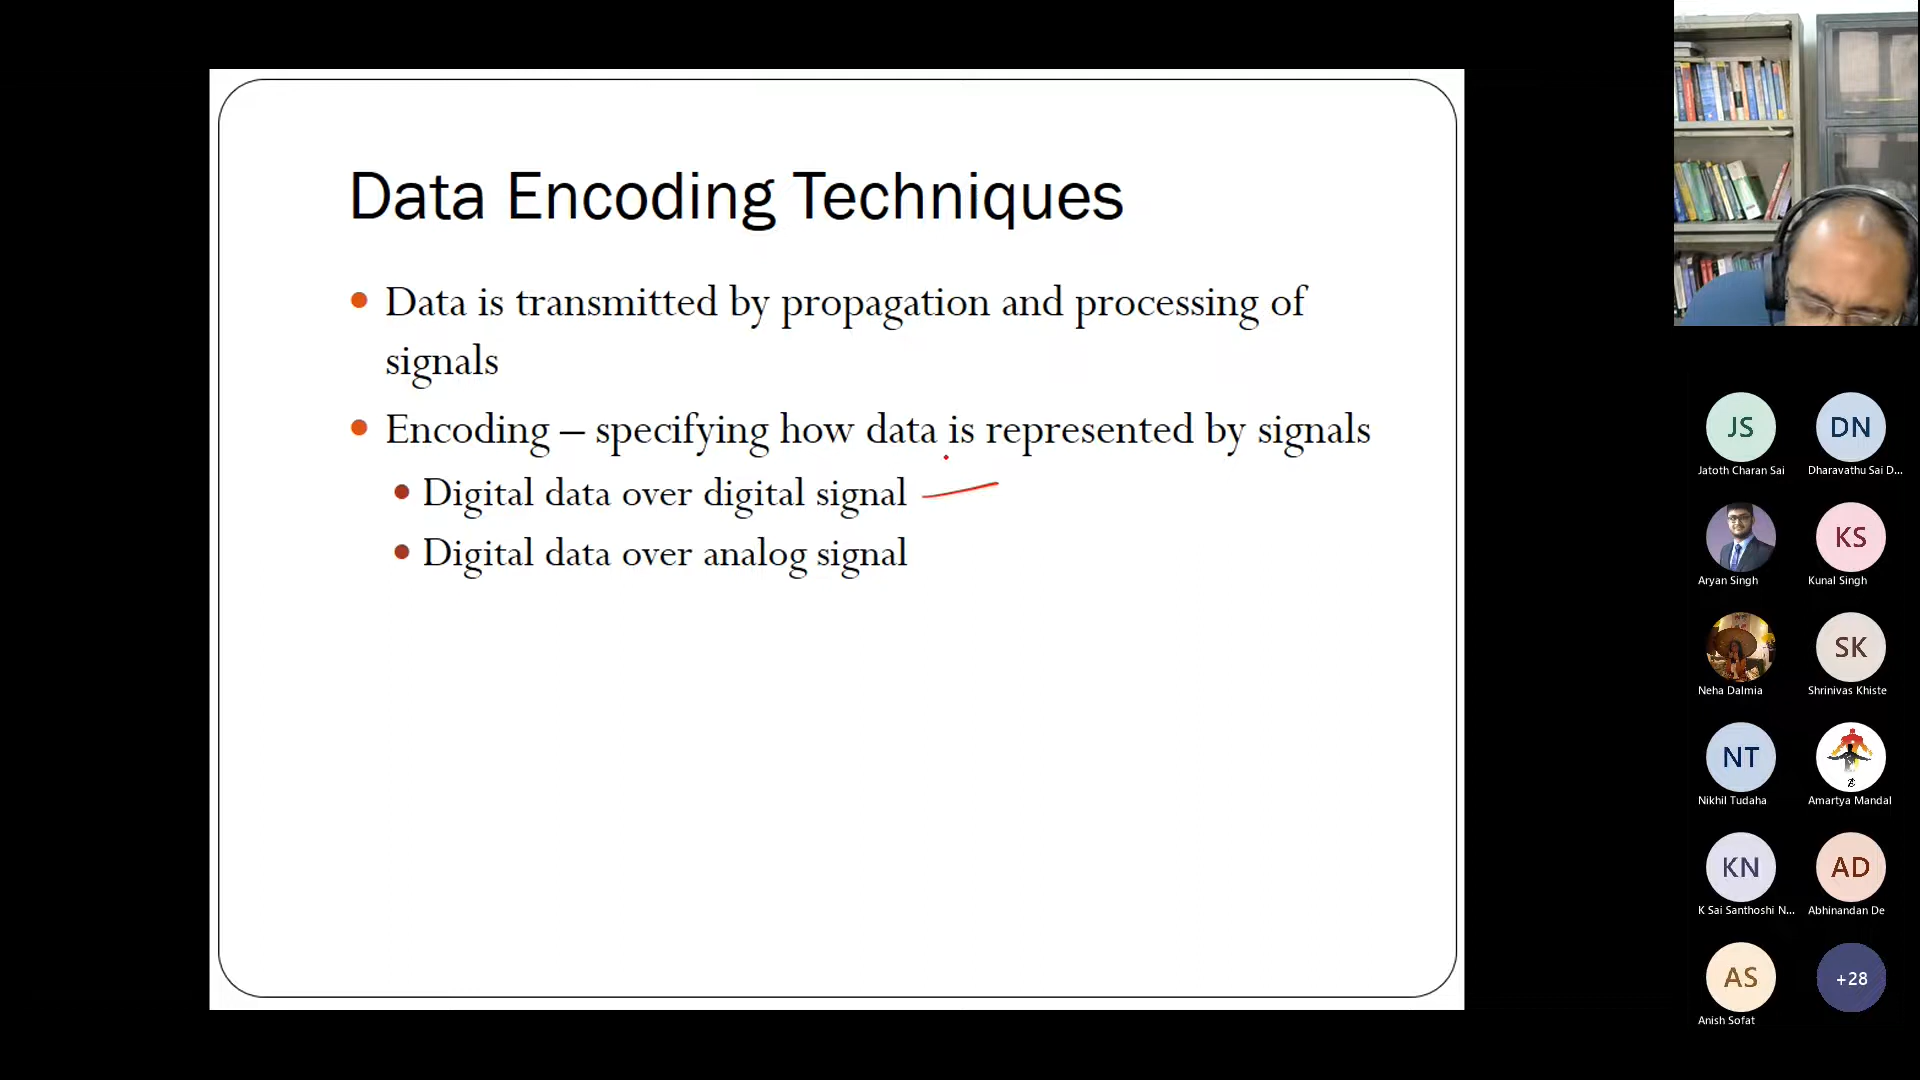 Data Encoding Techniques
Data is transmitted by propagation and processing of
signals
Encoding – specifying how data is represented by signals
Digital data over digital signal
Digital data over analog signal
JS
DN
Jatoth Charan Sai
Dharavathu Sai D...
KS
Aryan Singh
Kunal Singh
SK
Neha Dalmia
Shrinivas Khiste
NT
Nikhil Tudaha
Amartya Mandal
KN
AD
K Sai Santhoshi N...
Abhinandan De
AS
+28
Anish Sofat